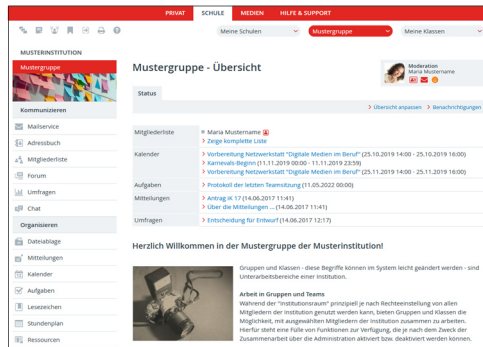 PRIVAT SCHULE MEDIEN HILFE & SUPPORT
Meine Schulen Mustergruppe Meine Klassen
MUSTERINSTITUTION
Mustergruppe
Kommunizieren
Mailservice
Adressbuch
Mitgliederliste
Forum
Umfragen
Chat
Organisieren
Dateiablage
Mitteilungen
Kalender
Aufgaben
Lesezeichen
Stundenplan
Ressourcen
Mustergruppe - Übersicht
Moderation
Maria Mustername
Status
Übersicht anpassen Benachrichtigungen
Mitgliederliste Maria Mustername
Zeige komplette Liste
Kalender Vorbereitung Netzwerkstatt "Digitale Medien im Beruf" (25.10.2019 14:00 - 25.10.2019 16:00)
Karnevals-Beginn (11.11.2019 00:00 - 11.11.2019 23:59)
Vorbereitung Netzwerkstatt "Digitale Medien im Beruf" (25.11.2019 14:00 - 25.11.2019 16:00)
Aufgaben Protokoll der letzten Teamsitzung (11.05.2022 00:00)
Mitteilungen Antrag IK 17 (14.06.2017 11:41)
Über die Mitteilungen ... (14.06.2017 11:41)
Umfragen Entscheidung für Entwurf (14.06.2017 12:17)
Herzlich Willkommen in der Mustergruppe der Musterinstitution!
Gruppen und Klassen - diese Begriffe können im System leicht geändert werden - sind
Unterarbeitsbereiche einer Institution.
Arbeit in Gruppen und Teams
Während der "Institutionsraum" prinzipiell je nach Rechteeinstellung von allen
Mitgliedern der Institution genutzt werden kann, bieten Gruppen und Klassen die
Möglichkeit, mit ausgewählten Mitgliedern der Institution zusammen zu arbeiten.
Hierfür steht eine Fülle von Funktionen zur Verfügung, die je nach dem Zweck der
Zusammenarbeit über die Administration aktiviert bzw. deaktiviert werden können.